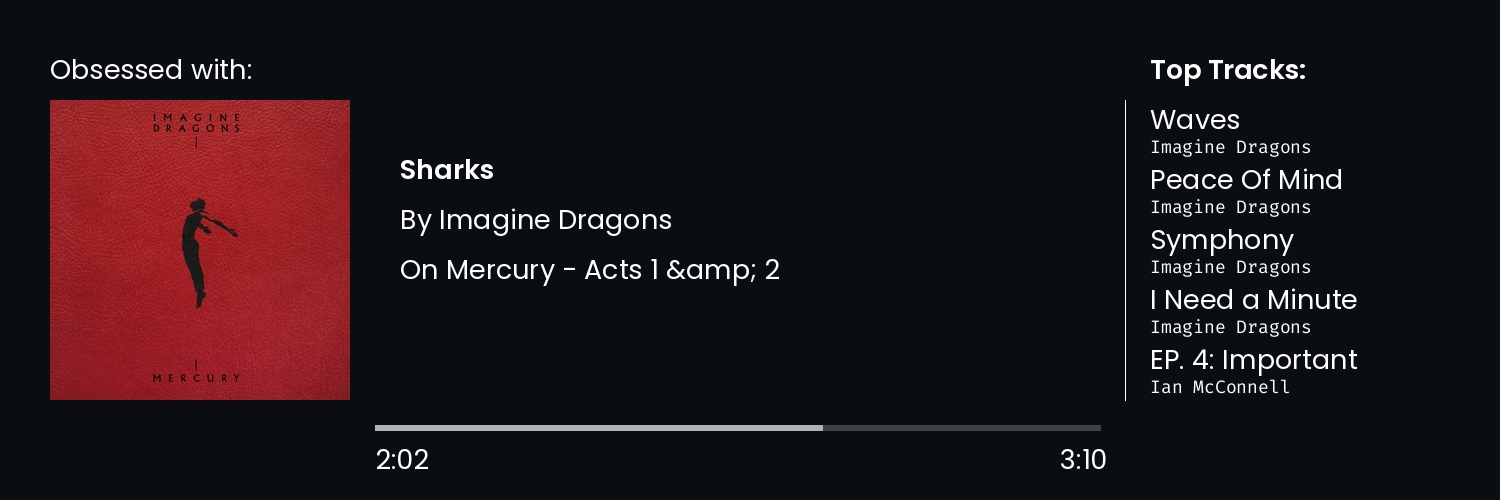 Obsessed with:
IMAGINE
DRAGONS
MERCURY
Sharks
By Imagine Dragons
On Mercury - Acts 1 &amp; 2
2:02
3:10
Top Tracks:
Waves
Imagine Dragons
Peace Of Mind
Imagine Dragons
Symphony
Imagine Dragons
I Need a Minute
Imagine Dragons
EP. 4: Important
Ian McConnell